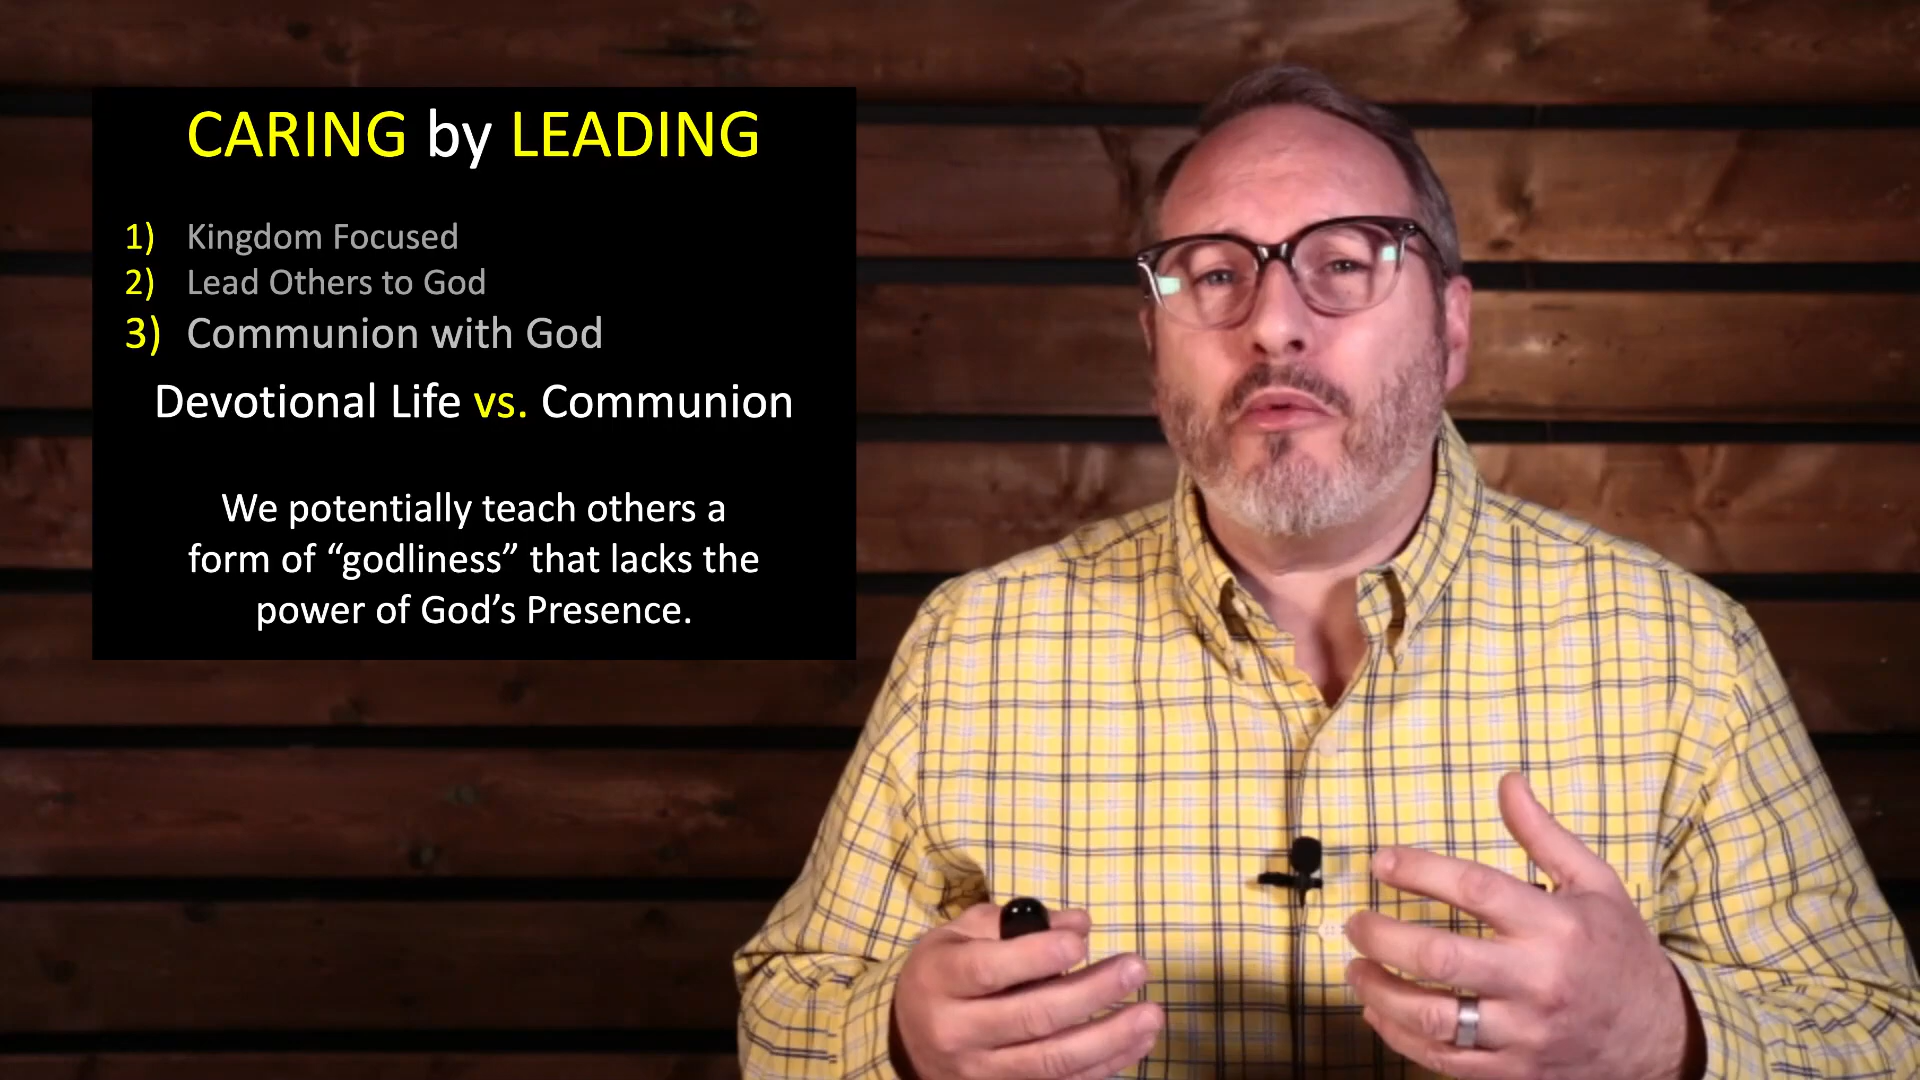 CARING by LEADING
1) Kingdom Focused
2) Lead Others to God
3) Communion with God
Devotional Life vs. Communion
We potentially teach others a
form of “godliness” that lacks the
power of God’s Presence.